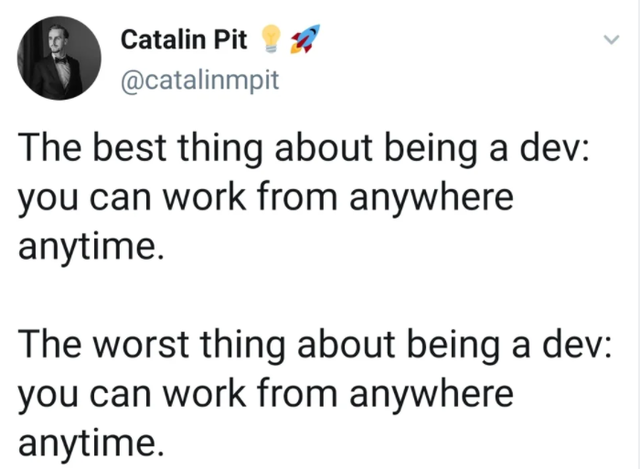 Catalin Pit 💡🚀
@catalinmpit
The best thing about being a dev:
you can work from anywhere
anytime.
The worst thing about being a dev:
you can work from anywhere
anytime.